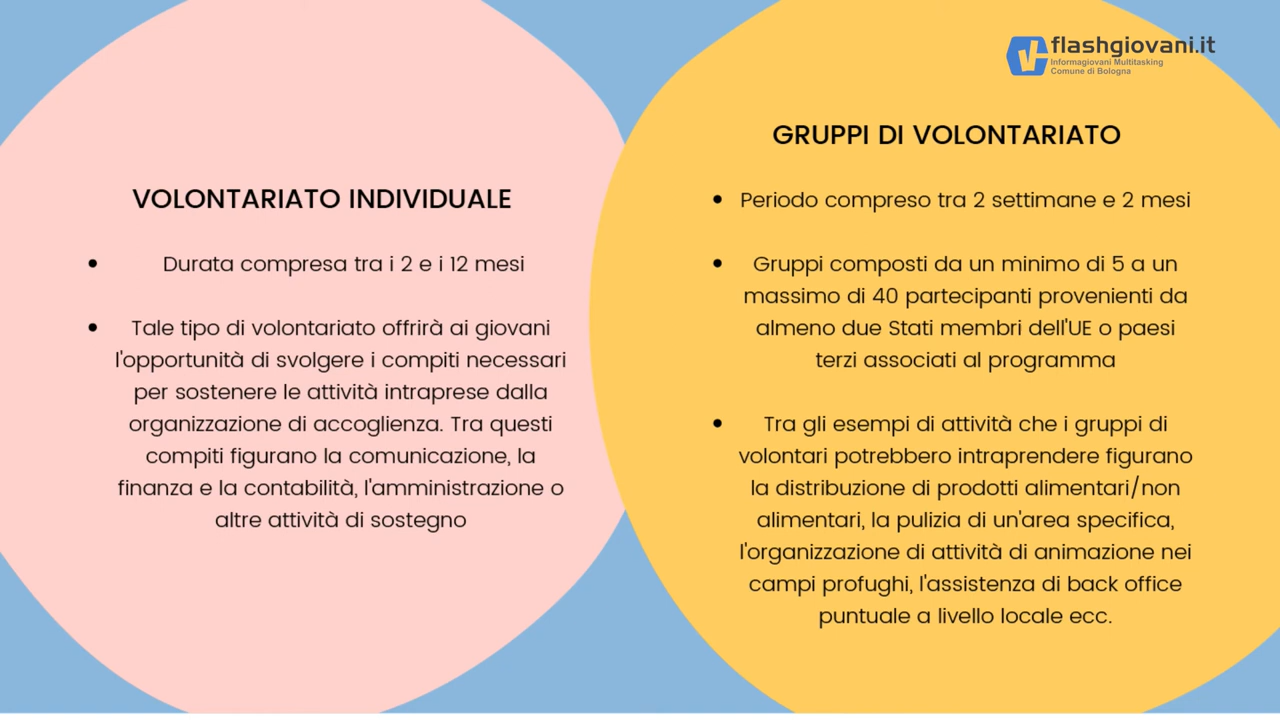 flashgiovani.it
Informagiovani Multitasking
Comune di Bologna
VOLONTARIATO INDIVIDUALE
• Durata compresa tra i 2 e i 12 mesi
• Tale tipo di volontariato offrirà ai giovani
l'opportunità di svolgere i compiti necessari
per sostenere le attività intraprese dalla
organizzazione di accoglienza. Tra questi
compiti figurano la comunicazione, la
finanza e la contabilità, l'amministrazione o
altre attività di sostegno
GRUPPI DI VOLONTARIATO
• Periodo compreso tra 2 settimane e 2 mesi
• Gruppi composti da un minimo di 5 a un
massimo di 40 partecipanti provenienti da
almeno due Stati membri dell'UE o paesi
terzi associati al programma
• Tra gli esempi di attività che i gruppi di
volontari potrebbero intraprendere figurano
la distribuzione di prodotti alimentari/non
alimentari, la pulizia di un'area specifica,
l'organizzazione di attività di animazione nei
campi profughi, l'assistenza di back office
puntuale a livello locale ecc.